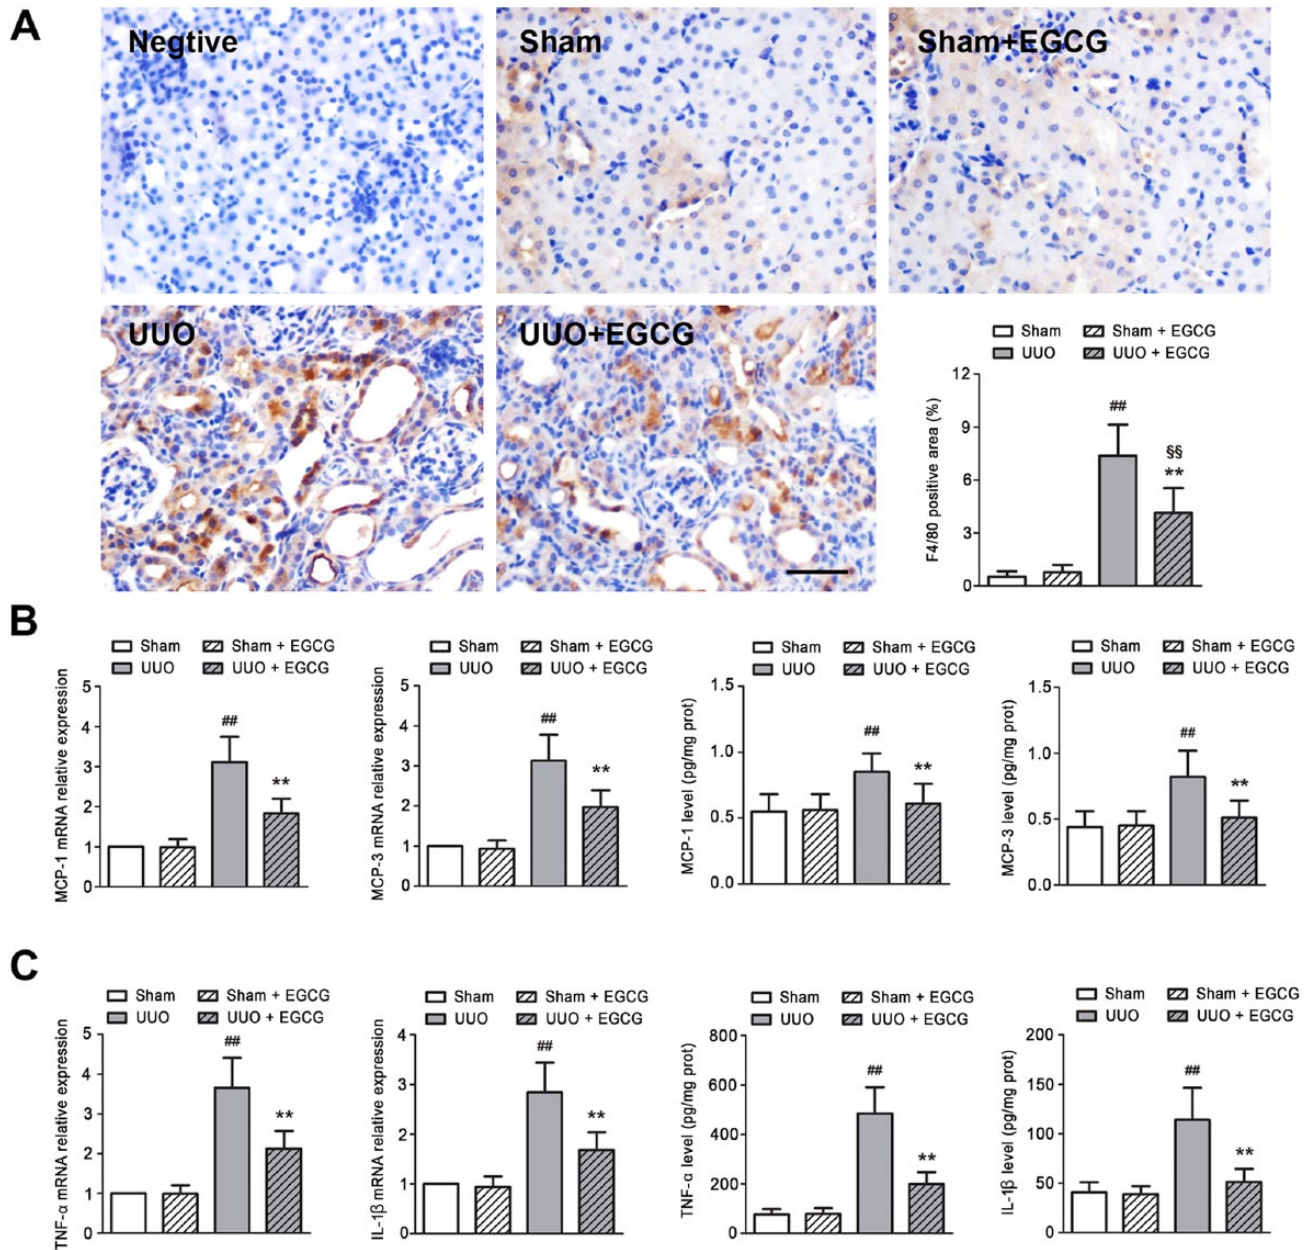 A
Negtive
Sham
Sham+EGCG
UUO
UUO+EGCG
Sham
Sham + EGCG
UUO
UUO + EGCG
F4/80 positive area (%)
12
9
6
3
0
##
§§
**
B
Sham
Sham + EGCG
UUO
UUO + EGCG
MCP-1 mRNA relative expression
5
4
3
2
1
0
##
**
Sham
Sham + EGCG
UUO
UUO + EGCG
MCP-3 mRNA relative expression
5
4
3
2
1
0
##
**
Sham
Sham + EGCG
UUO
UUO + EGCG
MCP-1 level (pg/mg prot)
1.5
1.0
0.5
0.0
##
**
Sham
Sham + EGCG
UUO
UUO + EGCG
MCP-3 level (pg/mg prot)
1.5
1.0
0.5
0.0
##
**
C
Sham
Sham + EGCG
UUO
UUO + EGCG
TNF-α mRNA relative expression
5
4
3
2
1
0
##
**
Sham
Sham + EGCG
UUO
UUO + EGCG
IL-1β mRNA relative expression
4
3
2
1
0
##
**
Sham
Sham + EGCG
UUO
UUO + EGCG
TNF-α level (pg/mg prot)
800
600
400
200
0
##
**
Sham
Sham + EGCG
UUO
UUO + EGCG
IL-1β level (pg/mg prot)
200
150
100
50
0
##
**